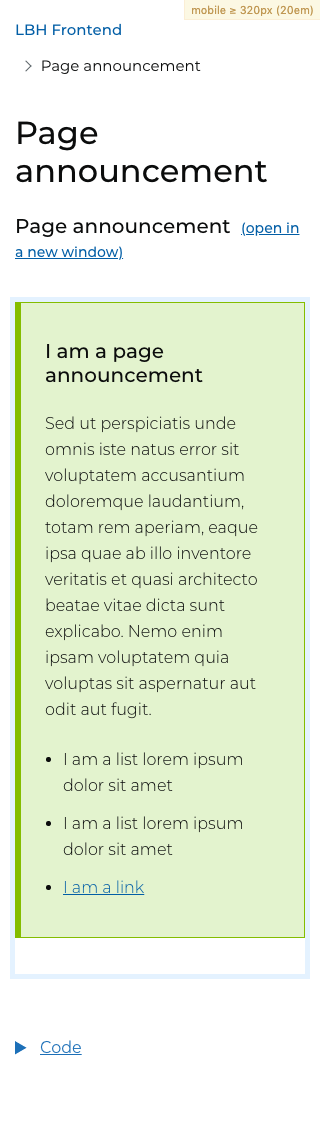 mobile ≥ 320px (20em)
LBH Frontend
Page announcement
Page
announcement
Page announcement (open in
a new window)
I am a page
announcement
Sed ut perspiciatis unde
omnis iste natus error sit
voluptatem accusantium
doloremque laudantium,
totam rem aperiam, eaque
ipsa quae ab illo inventore
veritatis et quasi architecto
beatae vitae dicta sunt
explicabo. Nemo enim
ipsam voluptatem quia
voluptas sit aspernatur aut
odit aut fugit.
I am a list lorem ipsum
dolor sit amet
I am a list lorem ipsum
dolor sit amet
I am a link
Code